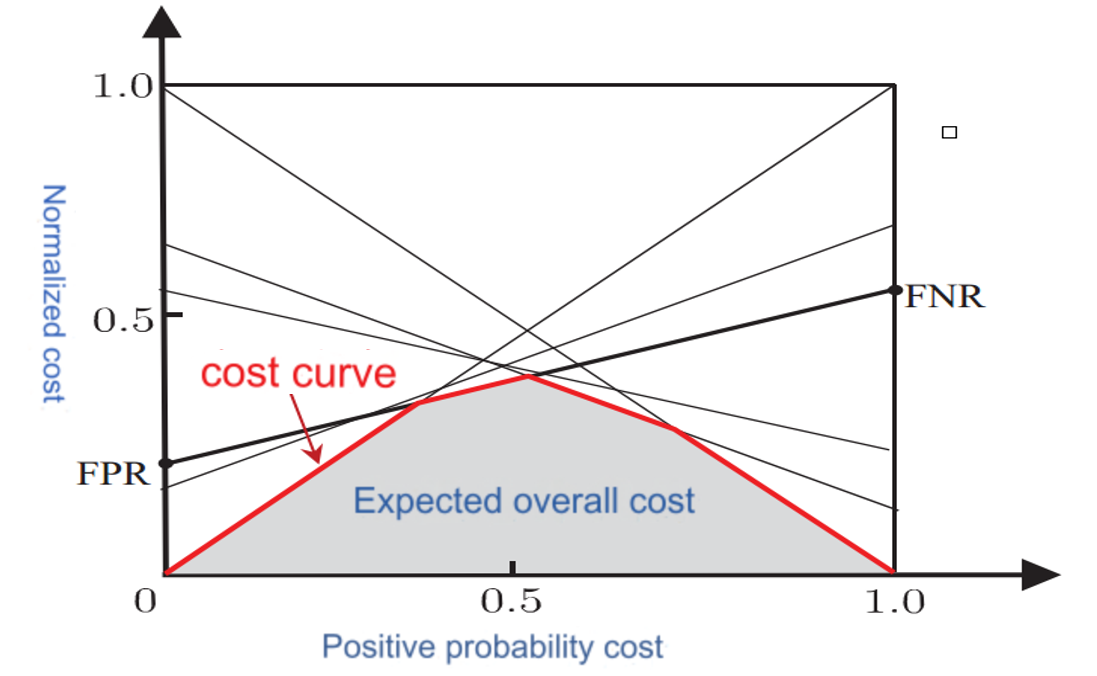 1.0
Normalized cost
0.5
FNR
cost curve
FPR
Expected overall cost
0
0.5
1.0
Positive probability cost